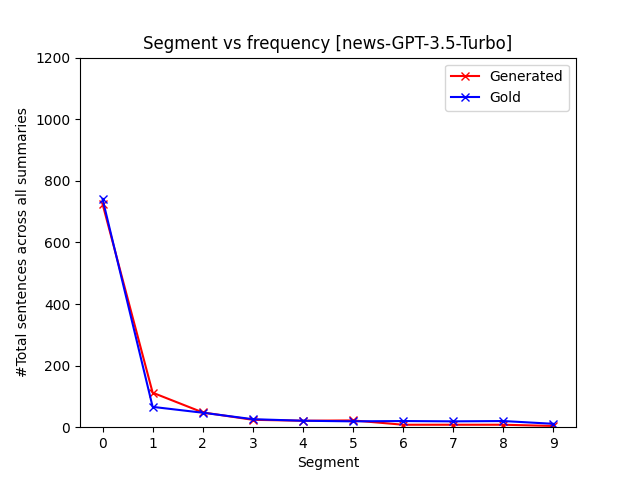 Segment vs frequency [news-GPT-3.5-Turbo]
Generated
Gold
#Total sentences across all summaries
1200
1000
800
600
400
200
0
0 1 2 3 4 5 6 7 8 9
Segment